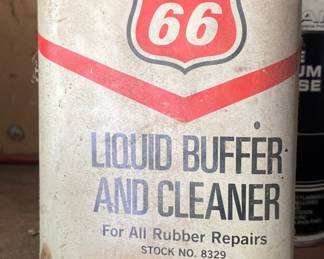 66
LIQUID BUFFER
AND CLEANER
For All Rubber Repairs
STOCK NO. 8329